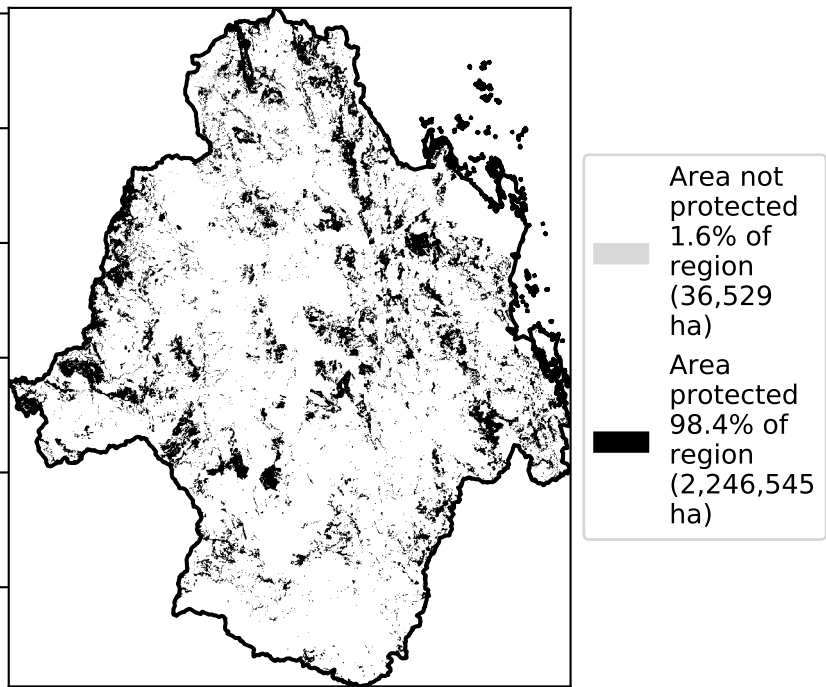 Area not
protected
1.6% of
region
(36,529
ha)
Area
protected
98.4% of
region
(2,246,545
ha)